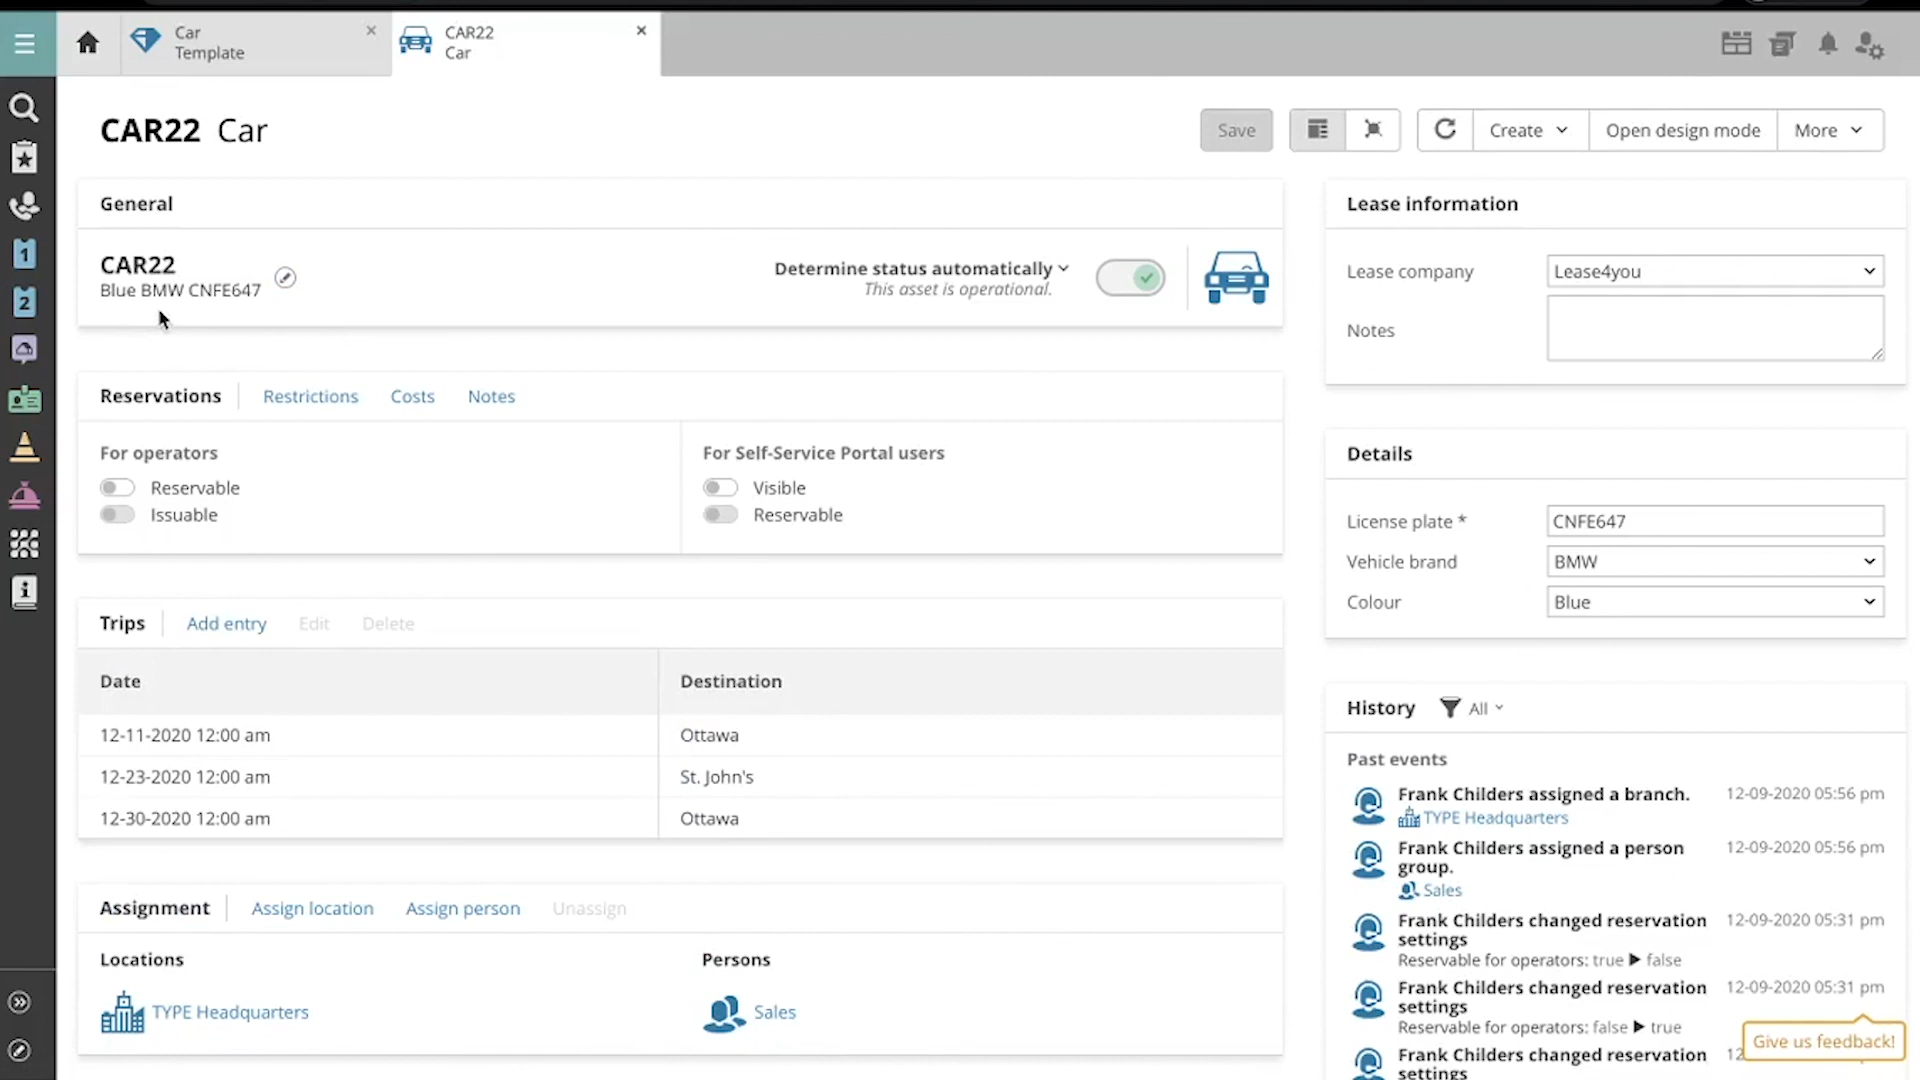 Car
Template
CAR22
Car
CAR22 Car
Save
Create
Open design mode
More
General
CAR22
Blue BMW CNFE647
Determine status automatically
This asset is operational.
Reservations
Restrictions
Costs
Notes
For operators
Reservable
Issuable
For Self-Service Portal users
Visible
Reservable
Trips
Add entry
Edit
Delete
Date
Destination
12-11-2020 12:00 am
Ottawa
12-23-2020 12:00 am
St. John's
12-30-2020 12:00 am
Ottawa
Assignment
Assign location
Assign person
Unassign
Locations
TYPE Headquarters
Persons
Sales
Lease information
Lease company
Lease4you
Notes
Details
License plate *
CNFE647
Vehicle brand
BMW
Colour
Blue
History
All
Past events
Frank Childers assigned a branch.
12-09-2020 05:56 pm
TYPE Headquarters
Frank Childers assigned a person
group.
12-09-2020 05:56 pm
Sales
Frank Childers changed reservation
settings
12-09-2020 05:31 pm
Reservable for operators: true ▶ false
Frank Childers changed reservation
settings
12-09-2020 05:31 pm
Reservable for operators: false ▶ true
Frank Childers changed reservation
settings
Give us feedback!
1
2